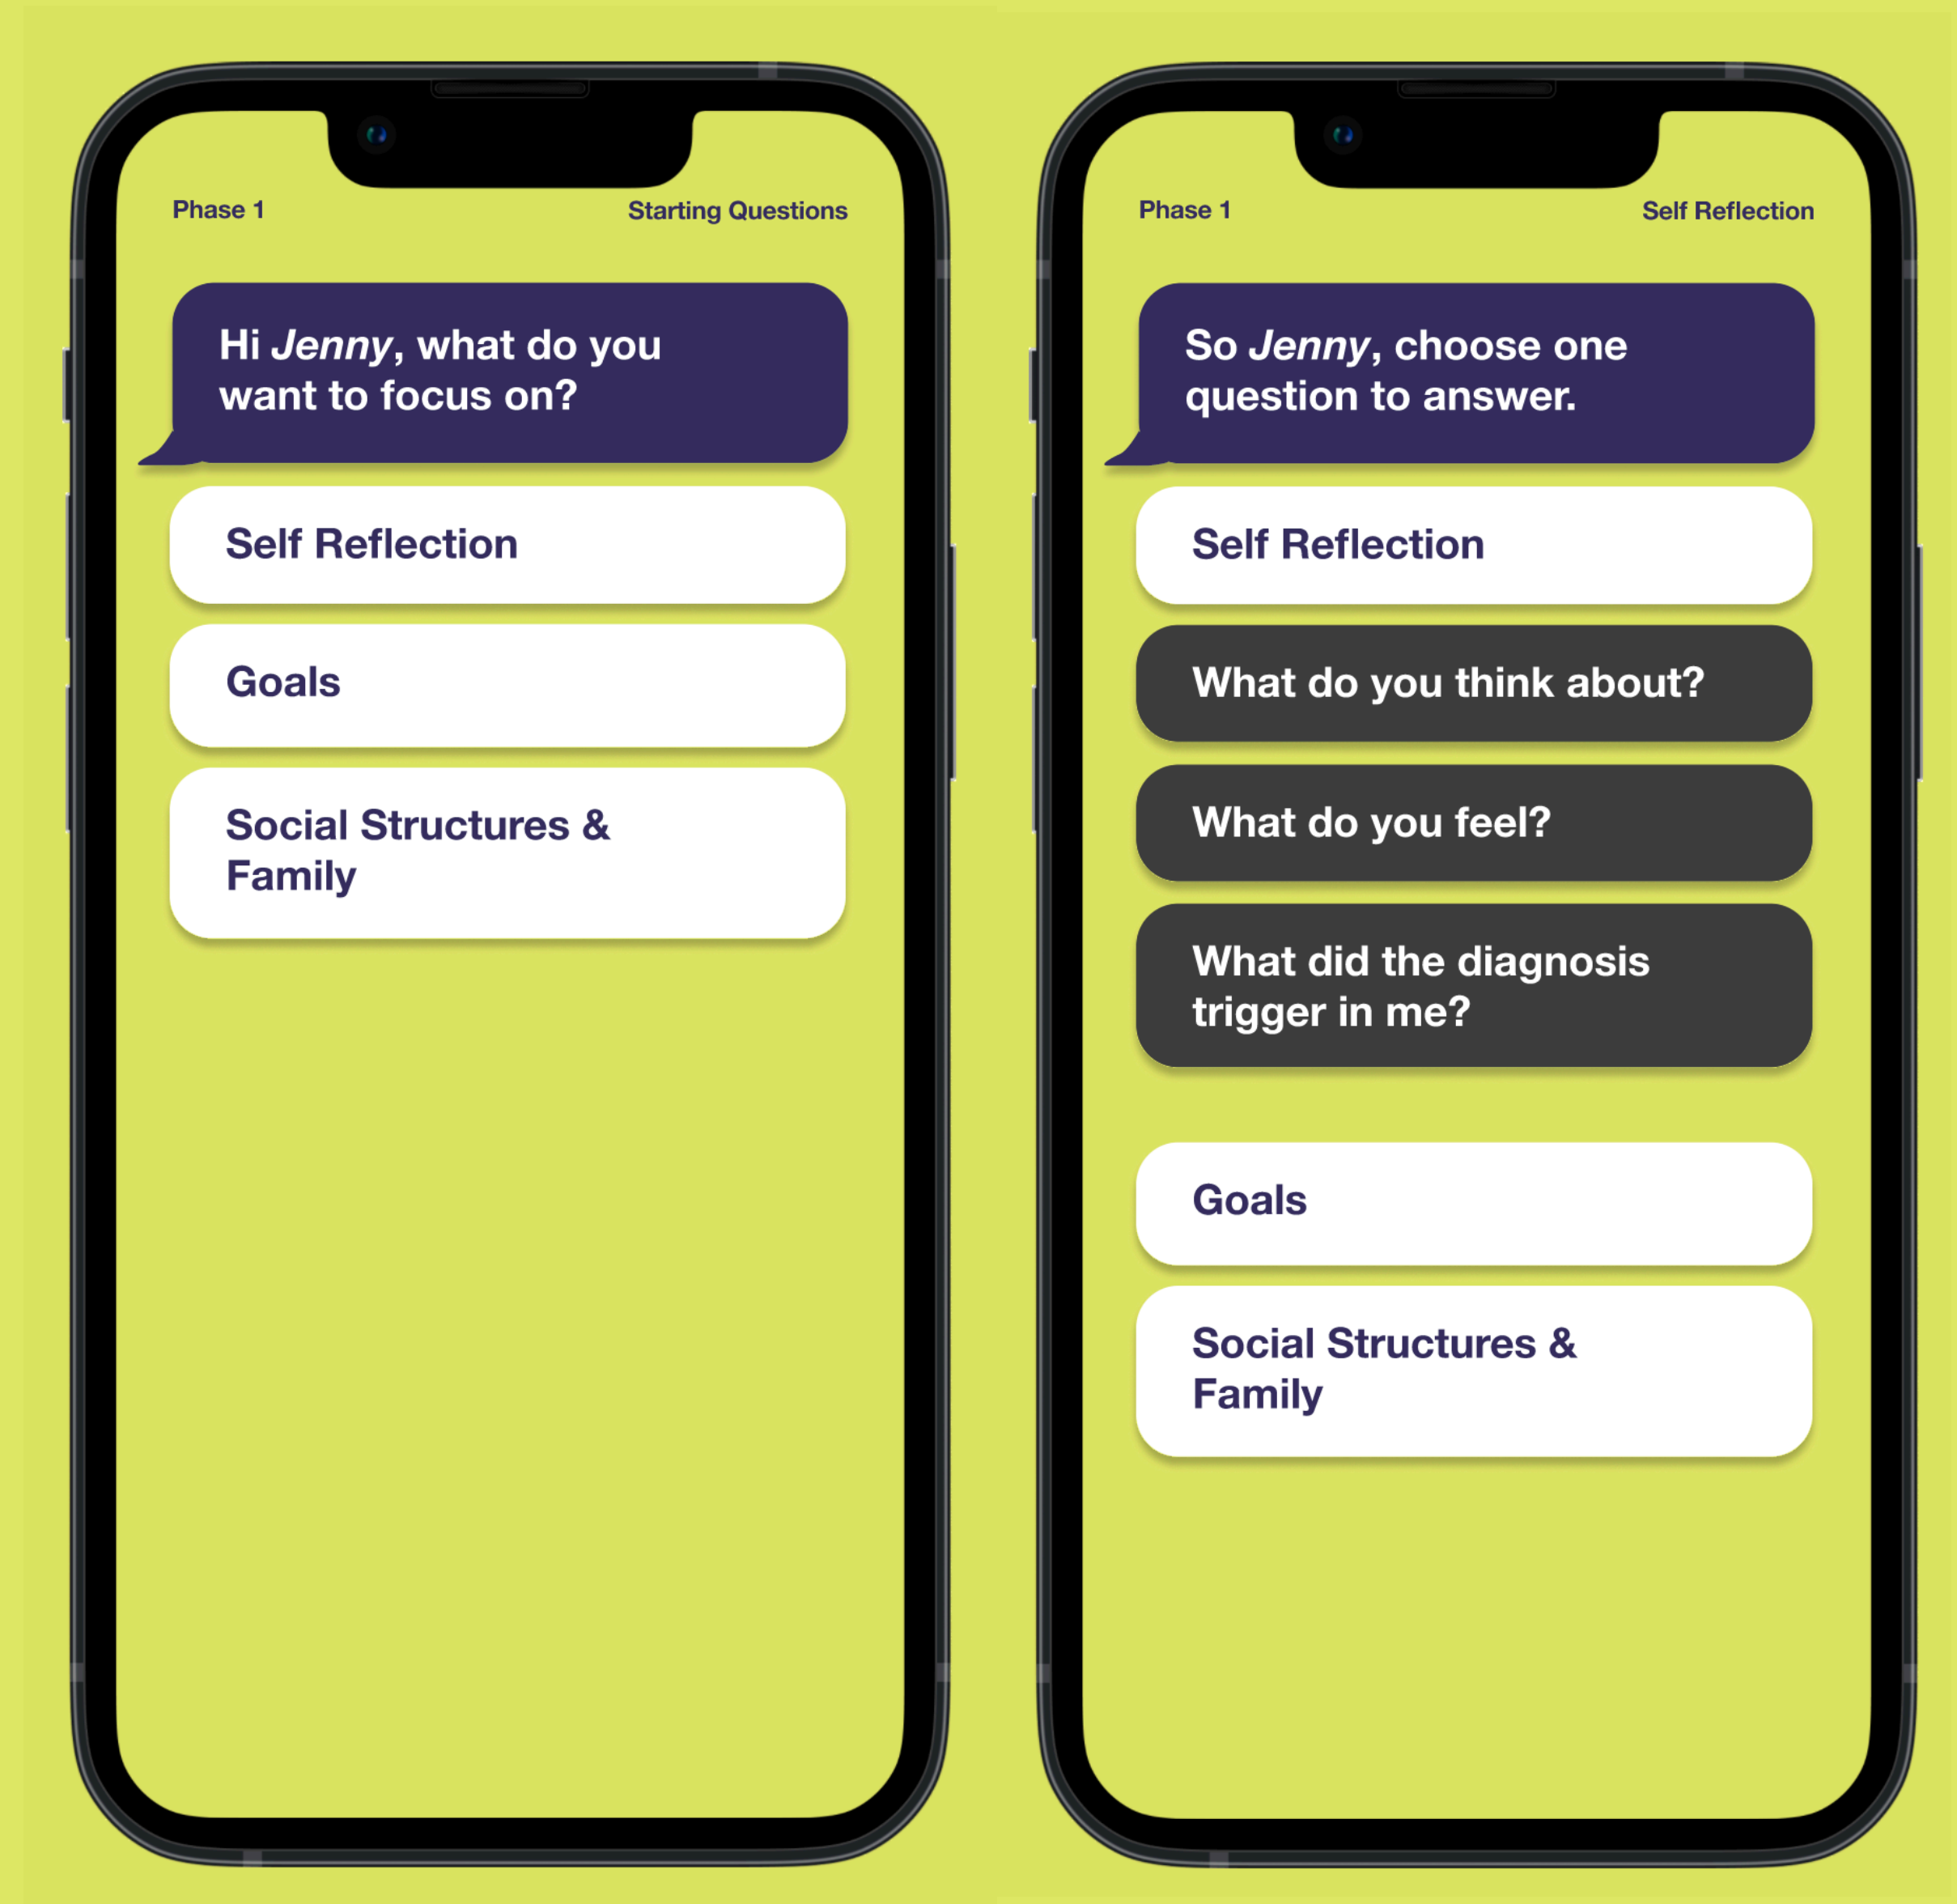 Phase 1
Starting Questions
Hi Jenny, what do you
want to focus on?
Self Reflection
Goals
Social Structures &
Family
Phase 1
Self Reflection
So Jenny, choose one
question to answer.
Self Reflection
What do you think about?
What do you feel?
What did the diagnosis
trigger in me?
Goals
Social Structures &
Family